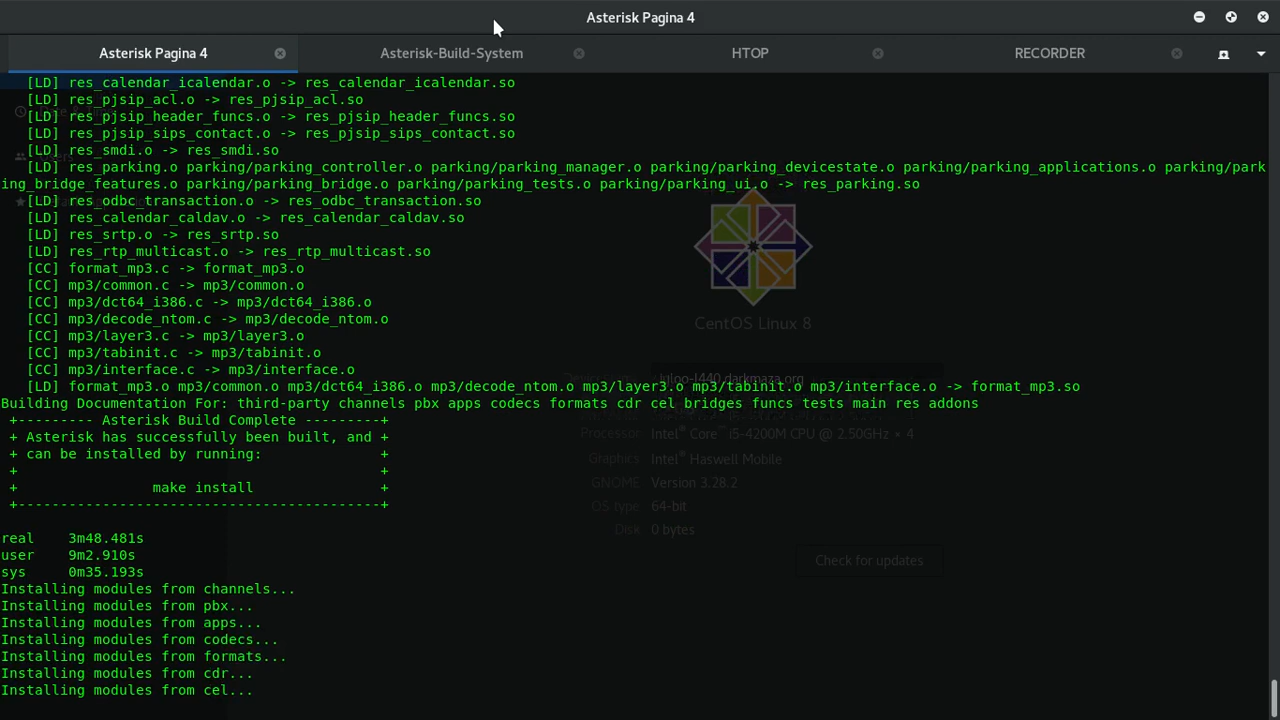 Asterisk Pagina 4
Asterisk Pagina 4
Asterisk-Build-System
HTOP
RECORDER
[LD] res_calendar_icalendar.o -> res_calendar_icalendar.so
[LD] res_pjsip_acl.o -> res_pjsip_acl.so
[LD] res_pjsip_header_funcs.o -> res_pjsip_header_funcs.so
[LD] res_pjsip_sips_contact.o -> res_pjsip_sips_contact.so
[LD] res_smdi.o -> res_smdi.so
[LD] res_parking.o parking/parking_controller.o parking/parking_manager.o parking/parking_devicestate.o parking/parking_applications.o parking/park
ing_bridge_features.o parking/parking_bridge.o parking/parking_tests.o parking/parking_ui.o -> res_parking.so
[LD] res_odbc_transaction.o -> res_odbc_transaction.so
[LD] res_calendar_caldav.o -> res_calendar_caldav.so
[LD] res_srtp.o -> res_srtp.so
[LD] res_rtp_multicast.o -> res_rtp_multicast.so
[CC] format_mp3.c -> format_mp3.o
[CC] mp3/common.c -> mp3/common.o
[CC] mp3/dct64_i386.c -> mp3/dct64_i386.o
[CC] mp3/decode_ntom.c -> mp3/decode_ntom.o
[CC] mp3/layer3.c -> mp3/layer3.o
[CC] mp3/tabinit.c -> mp3/tabinit.o
[CC] mp3/interface.c -> mp3/interface.o
[LD] format_mp3.o mp3/common.o mp3/dct64_i386.o mp3/decode_ntom.o mp3/layer3.o mp3/tabinit.o mp3/interface.o -> format_mp3.so
Building Documentation For: third-party channels pbx apps codecs formats cdr cel bridges funcs tests main res addons
+--------- Asterisk Build Complete ---------+
+ Asterisk has successfully been built, and +
+ can be installed by running:              +
+                                           +
+                make install               +
+-------------------------------------------+
real    3m48.481s
user    9m2.910s
sys     0m35.193s
Installing modules from channels...
Installing modules from pbx...
Installing modules from apps...
Installing modules from codecs...
Installing modules from formats...
Installing modules from cdr...
Installing modules from cel...
CentOS Linux 8
Processor Intel® Core™ i5-4200M CPU @ 2.50GHz × 4
Graphics Intel® Haswell Mobile
GNOME Version 3.28.2
OS type 64-bit
Disk 0 bytes
Check for updates